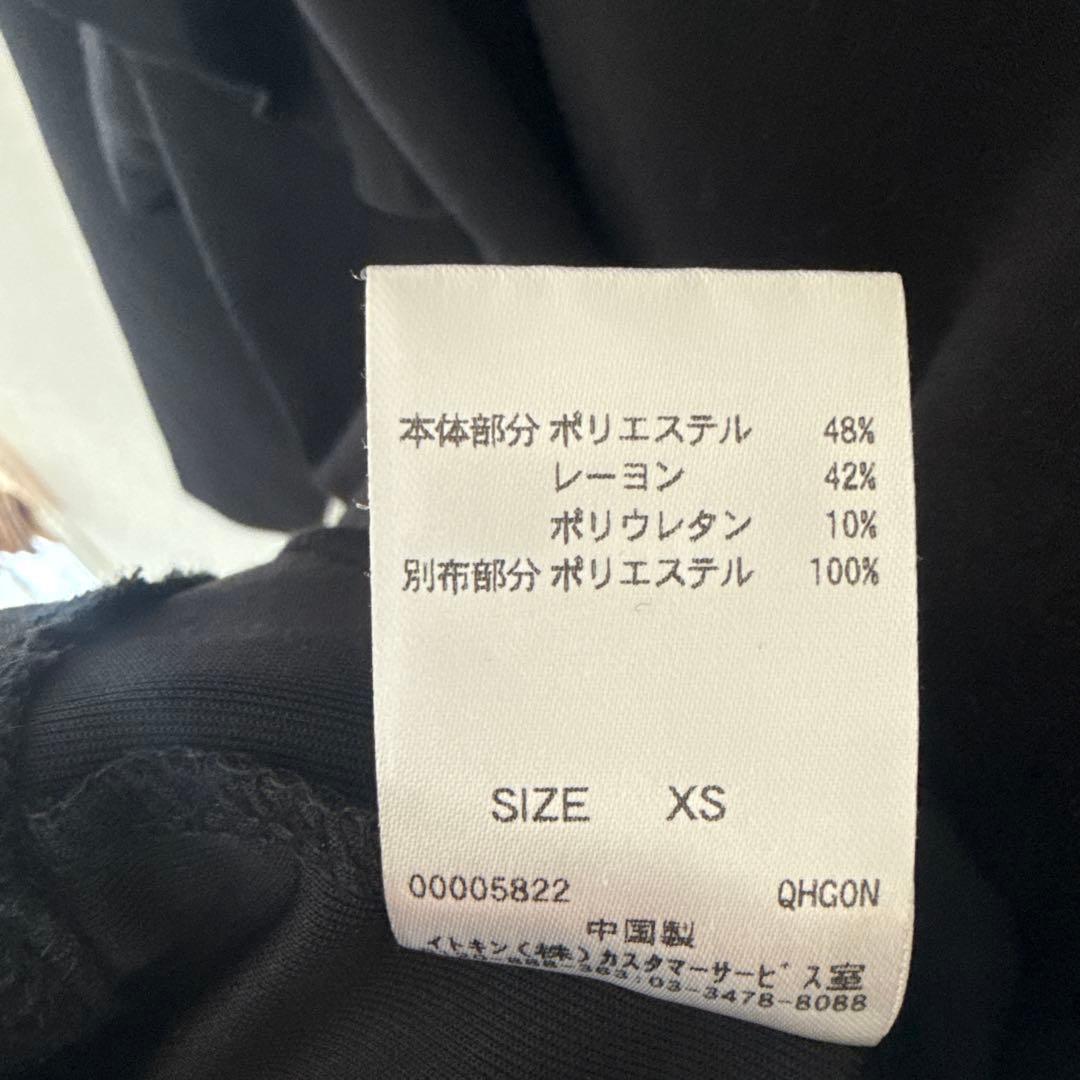 本体部分 ポリエステル 48%
レーヨン 42%
ポリウレタン 10%
別布部分 ポリエステル 100%
SIZE XS
00005822 QHGON
中国製
イトキン(株)カスタマーサービス室
03-3478-8088